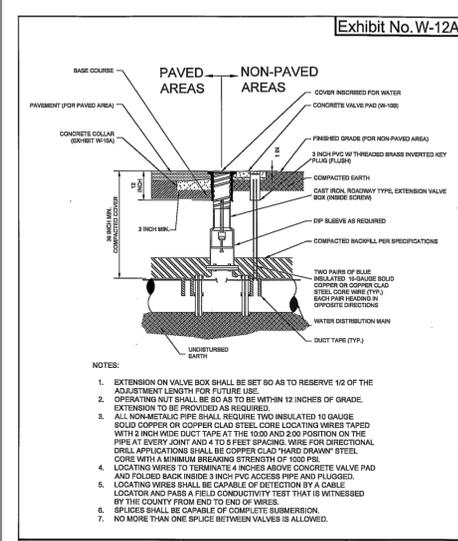 Exhibit No. W-12A
PAVED AREAS
NON-PAVED AREAS
BASE COURSE
PAVEMENT (FOR PAVED AREA)
CONCRETE COLLAR
(EXHIBIT W-15A)
COVER INSCRIBED FOR WATER
CONCRETE VALVE PAD (W-10B)
FINISHED GRADE (FOR NON-PAVED AREA)
1 IN
3 INCH PVC W/ THREADED BRASS INVERTED KEY
PLUG (FLUSH)
COMPACTED EARTH
CAST IRON, ROADWAY TYPE, EXTENSION VALVE
BOX (INSIDE SCREW)
12
INCH
2 INCH MIN.
36 INCH MIN.
COMPACTED COVER
DIP SLEEVE AS REQUIRED
COMPACTED BACKFILL PER SPECIFICATIONS
TWO PAIRS OF BLUE
INSULATED 10-GAUGE SOLID
COPPER OR COPPER CLAD
STEEL CORE WIRE (TYP.)
EACH PAIR HEADING IN
OPPOSITE DIRECTIONS
WATER DISTRIBUTION MAIN
DUCT TAPE (TYP.)
UNDISTURBED
EARTH
NOTES:
1. EXTENSION ON VALVE BOX SHALL BE SET SO AS TO RESERVE 1/2 OF THE
ADJUSTMENT LENGTH FOR FUTURE USE.
2. OPERATING NUT SHALL BE SO AS TO BE WITHIN 12 INCHES OF GRADE.
EXTENSION TO BE PROVIDED AS REQUIRED.
3. ALL NON-METALIC PIPE SHALL REQUIRE TWO INSULATED 10 GAUGE
SOLID COPPER OR COPPER CLAD STEEL CORE LOCATING WIRES TAPED
WITH 2 INCH WIDE DUCT TAPE AT THE 10:00 AND 2:00 POSITION ON THE
PIPE AT EVERY JOINT AND 4 TO 5 FEET SPACING. WIRE FOR DIRECTIONAL
DRILL APPLICATIONS SHALL BE COPPER CLAD "HARD DRAWN" STEEL
CORE WITH A MINIMUM BREAKING STRENGTH OF 1000 PSI.
4. LOCATING WIRES TO TERMINATE 4 INCHES ABOVE CONCRETE VALVE PAD
AND FOLDED BACK INSIDE 3 INCH PVC ACCESS PIPE AND PLUGGED.
5. LOCATING WIRES SHALL BE CAPABLE OF DETECTION BY A CABLE
LOCATOR AND PASS A FIELD CONDUCTIVITY TEST THAT IS WITNESSED
BY THE COUNTY FROM END TO END OF WIRES.
6. SPLICES SHALL BE CAPABLE OF COMPLETE SUBMERSION.
7. NO MORE THAN ONE SPLICE BETWEEN VALVES IS ALLOWED.